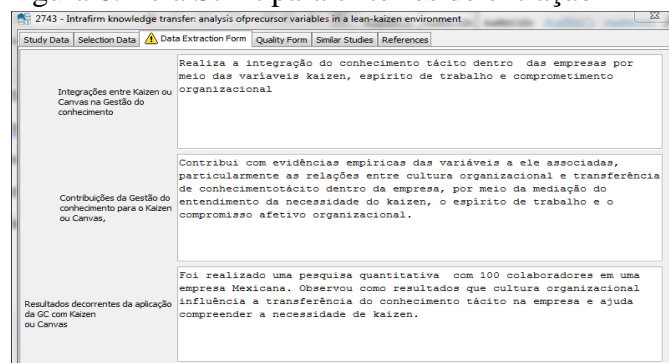 2743 - Intrafirm knowledge transfer: analysis ofprecursor variables in a lean-kaizen environment
Study Data Selection Data Data Extraction Form Quality Form Similar Studies References
Integrações entre Kaizen ou
Canvas na Gestão do
conhecimento
Realiza a integração do conhecimento tácito dentro das empresas por
meio das varíaveis kaizen, espirito de trabalho e comprometimento
organizacional
Contribuições da Gestão do
conhecimento para o Kaizen
ou Canvas,
Contribui com evidências empíricas das variáveis a ele associadas,
particularmente as relações entre cultura organizacional e transferência
de conhecimentotácito dentro da empresa, por meio da mediação do
entendimento da necessidade do kaizen, o espírito de trabalho e o
compromisso afetivo organizacional.
Resultados decorrentes da aplicação
da GC com Kaizen
ou Canvas
Foi realizado uma pesquisa quantitativa com 100 colaboradores em uma
empresa Mexicana. Observou como resultados que cultura organizacional
influência a transferência do conhecimento tácito na empresa e ajuda
compreender a necessidade de kaizen.